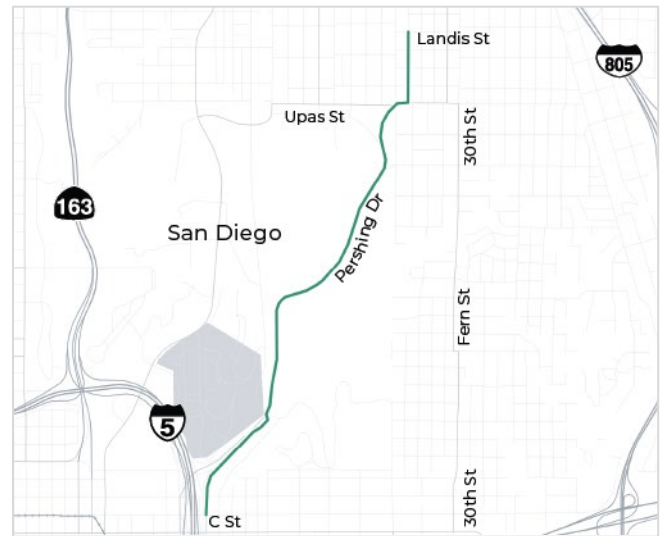 Landis St
805
Upas St
30th St
163
San Diego
Pershing Dr
Fern St
5
30th St
C St